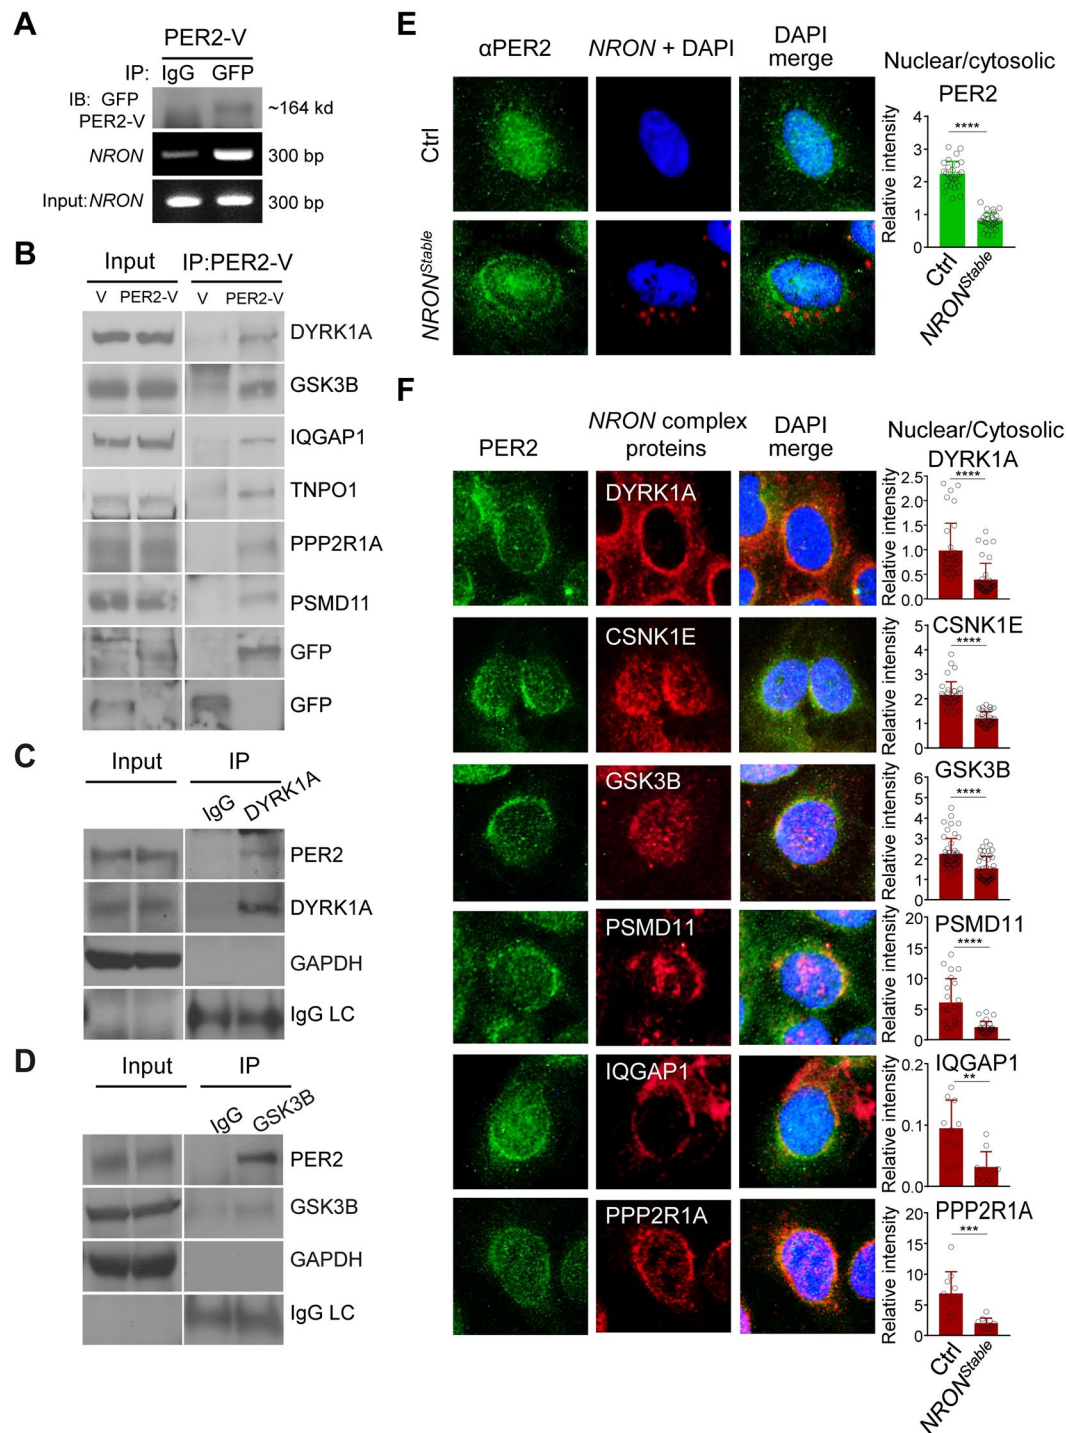 A
PER2-V
IP: IgG GFP
IB: GFP
PER2-V
~164 kd
NRON
300 bp
Input:NRON
300 bp
B
Input
IP:PER2-V
V PER2-V V PER2-V
DYRK1A
GSK3B
IQGAP1
TNPO1
PPP2R1A
PSMD11
GFP
GFP
C
Input
IP
IgG
DYRK1A
PER2
DYRK1A
GAPDH
IgG LC
D
Input
IP
IgG
GSK3B
PER2
GSK3B
GAPDH
IgG LC
E
αPER2
NRON + DAPI
DAPI
merge
Ctrl
NRONStable
Nuclear/cytosolic
PER2
Relative intensity
4
3
2
1
0
****
Ctrl
NRONStable
F
PER2
NRON complex
proteins
DAPI
merge
Nuclear/Cytosolic
DYRK1A
DYRK1A
Relative intensity
2.5
2.0
1.5
1.0
0.5
0.0
****
CSNK1E
CSNK1E
Relative intensity
5
4
3
2
1
0
****
GSK3B
GSK3B
Relative intensity
6
5
4
3
2
1
0
****
PSMD11
PSMD11
Relative intensity
20
15
10
5
0
****
IQGAP1
IQGAP1
Relative intensity
0.2
0.1
0.0
**
PPP2R1A
PPP2R1A
Relative intensity
20
15
10
5
0
***
Ctrl
NRONStable